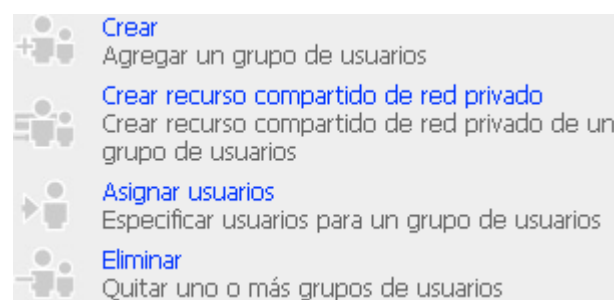 Crear
Agregar un grupo de usuarios
Crear recurso compartido de red privado
Crear recurso compartido de red privado de un
grupo de usuarios
Asignar usuarios
Especificar usuarios para un grupo de usuarios
Eliminar
Quitar uno o más grupos de usuarios